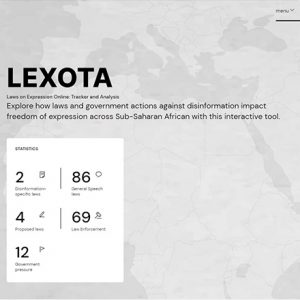 menu
LEXOTA
Laws on Expression Online: Tracker and Analysis
Explore how laws and government actions against disinformation impact
freedom of expression across Sub-Saharan African with this interactive tool.
STATISTICS
2
86
Disinformation-
specific laws
General Speech
laws
4
69
Proposed laws
Law Enforcement
12
Government
pressure